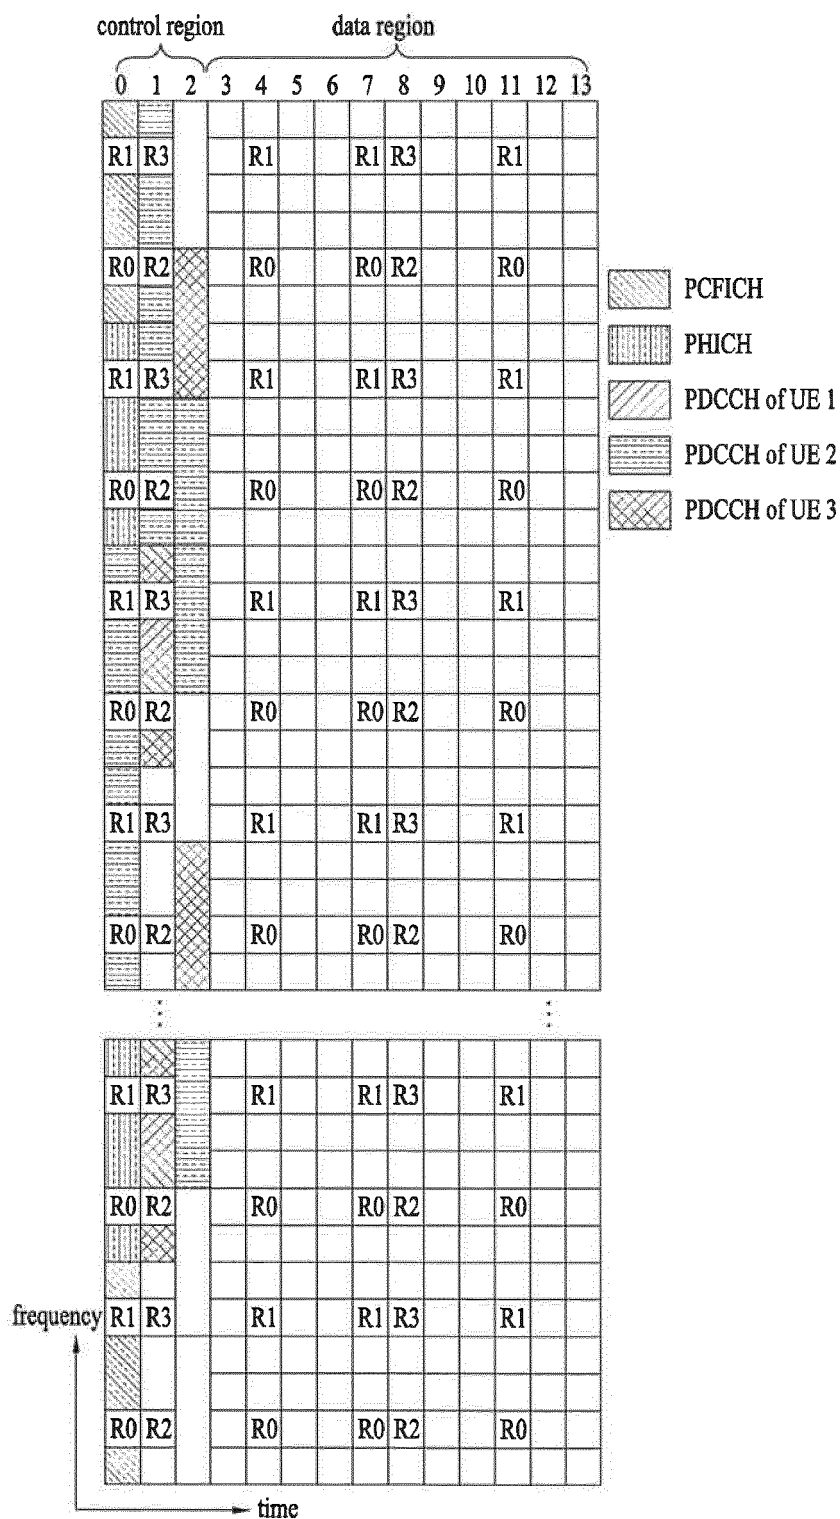 control region data region
0 1 2 3 4 5 6 7 8 9 10 11 12 13
R1 R3 R1 R1 R3 R1
R0 R2 R0 R0 R2 R0
PCFICH
PHICH
R1 R3 R1 R1 R3 R1
PDCCH of UE 1
PDCCH of UE 2
R0 R2 R0 R0 R2 R0
PDCCH of UE 3
R1 R3 R1 R1 R3 R1
R0 R2 R0 R0 R2 R0
R1 R3 R1 R1 R3 R1
R0 R2 R0 R0 R2 R0
R1 R3 R1 R1 R3 R1
R0 R2 R0 R0 R2 R0
frequency R1 R3 R1 R1 R3 R1
R0 R2 R0 R0 R2 R0
time